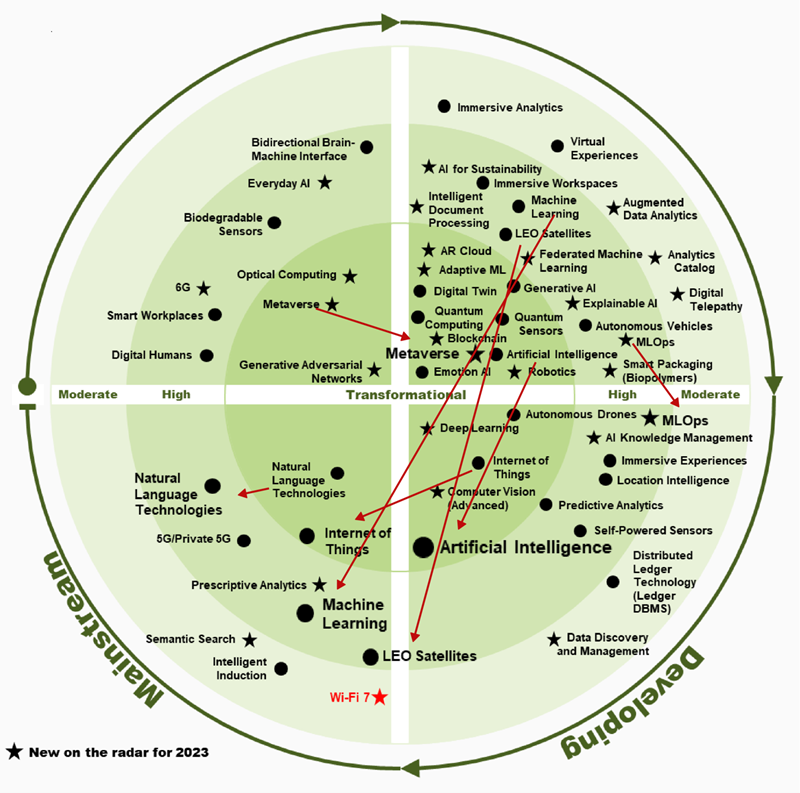 Immersive Analytics
Bidirectional Brain-
Machine Interface
Virtual
Experiences
Everyday AI
AI for Sustainability
Immersive Workspaces
Intelligent
Document
Processing
Machine
Learning
Augmented
Data Analytics
Biodegradable
Sensors
LEO Satellites
AR Cloud
Federated Machine
Learning
Analytics
Catalog
Optical Computing
Adaptive ML
6G
Digital Twin
Generative AI
Digital
Telepathy
Metaverse
Explainable AI
Smart Workplaces
Quantum
Computing
Quantum
Sensors
Autonomous Vehicles
Blockchain
MLOps
Digital Humans
Metaverse
Artificial Intelligence
Generative Adversarial
Networks
Emotion AI
Robotics
Smart Packaging
(Biopolymers)
Moderate
High
Transformational
High
Moderate
Autonomous Drones
MLOps
Deep Learning
AI Knowledge Management
Natural
Language
Technologies
Natural
Language
Technologies
Internet of
Things
Immersive Experiences
Location Intelligence
Computer Vision
(Advanced)
Predictive Analytics
5G/Private 5G
Internet of
Things
Artificial Intelligence
Self-Powered Sensors
Distributed
Ledger
Technology
(Ledger
DBMS)
Prescriptive Analytics
Machine
Learning
Semantic Search
Data Discovery
and Management
Intelligent
Induction
LEO Satellites
Wi-Fi 7
Mainstream
Developing
New on the radar for 2023